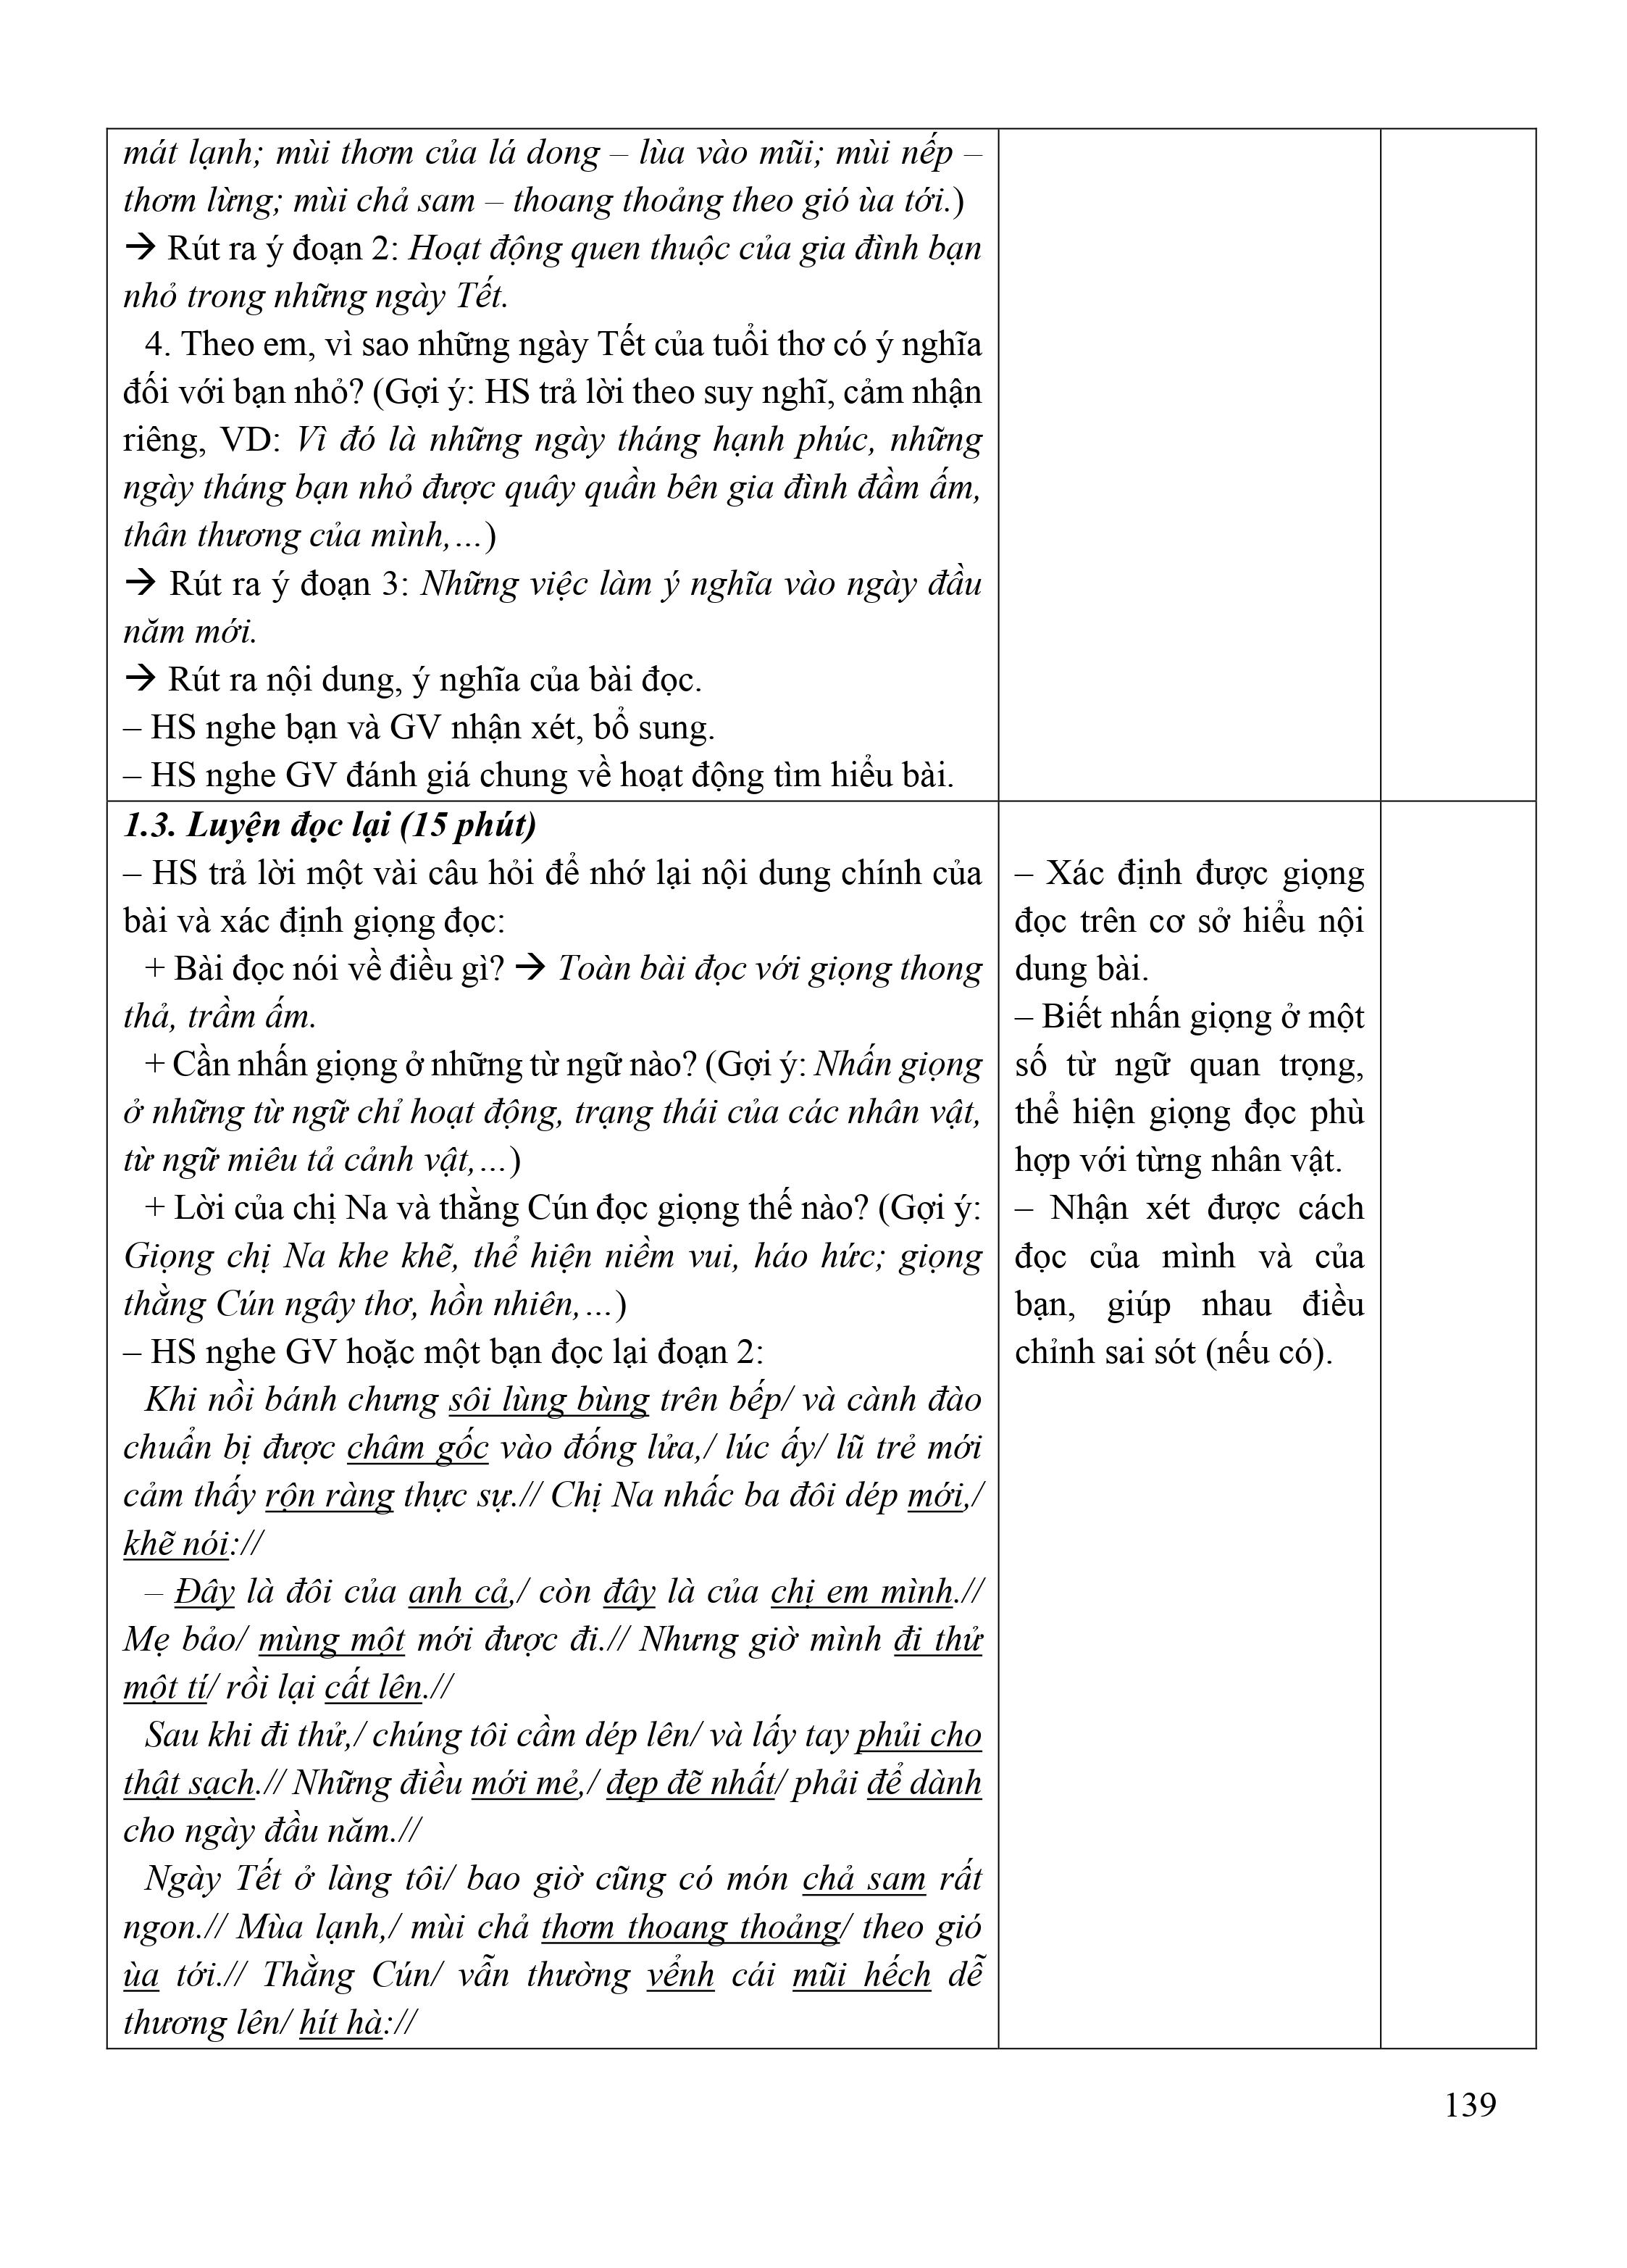 mát lạnh; mùi thơm của lá dong – lùa vào mũi; mùi nếp –
thơm lừng; mùi chả sam – thoang thoảng theo gió ùa tới.)
→ Rút ra ý đoạn 2: Hoạt động quen thuộc của gia đình bạn
nhỏ trong những ngày Tết.
4. Theo em, vì sao những ngày Tết của tuổi thơ có ý nghĩa
đối với bạn nhỏ? (Gợi ý: HS trả lời theo suy nghĩ, cảm nhận
riêng, VD: Vì đó là những ngày tháng hạnh phúc, những
ngày tháng bạn nhỏ được quây quần bên gia đình đầm ấm,
thân thương của mình,...)
→ Rút ra ý đoạn 3: Những việc làm ý nghĩa vào ngày đầu
năm mới.
→ Rút ra nội dung, ý nghĩa của bài đọc.
– HS nghe bạn và GV nhận xét, bổ sung.
– HS nghe GV đánh giá chung về hoạt động tìm hiểu bài.
1.3. Luyện đọc lại (15 phút)
– HS trả lời một vài câu hỏi để nhớ lại nội dung chính của
bài và xác định giọng đọc:
+ Bài đọc nói về điều gì? → Toàn bài đọc với giọng thong
thả, trầm ấm.
+ Cần nhấn giọng ở những từ ngữ nào? (Gợi ý: Nhấn giọng
ở những từ ngữ chỉ hoạt động, trạng thái của các nhân vật,
từ ngữ miêu tả cảnh vật,...)
+ Lời của chị Na và thằng Cún đọc giọng thế nào? (Gợi ý:
Giọng chị Na khe khẽ, thể hiện niềm vui, háo hức; giọng
thằng Cún ngây thơ, hồn nhiên,...)
– HS nghe GV hoặc một bạn đọc lại đoạn 2:
Khi nồi bánh chưng sôi lùng bùng trên bếp/ và cành đào
chuẩn bị được châm gốc vào đống lửa,/ lúc ấy/ lũ trẻ mới
cảm thấy rộn ràng thực sự.// Chị Na nhấc ba đôi dép mới,/
khẽ nói://
– Đây là đôi của anh cả,/ còn đây là của chị em mình.//
Mẹ bảo/ mùng một mới được đi.// Nhưng giờ mình đi thử
một tí/ rồi lại cất lên.//
Sau khi đi thử,/ chúng tôi cầm dép lên/ và lấy tay phủi cho
thật sạch.// Những điều mới mẻ,/ đẹp đẽ nhất/ phải để dành
cho ngày đầu năm.//
Ngày Tết ở làng tôi/ bao giờ cũng có món chả sam rất
ngon.// Mùa lạnh,/ mùi chả thơm thoang thoảng/ theo gió
ùa tới.// Thằng Cún/ vẫn thường vểnh cái mũi hếch dễ
thương lên/ hít hà://
– Xác định được giọng
đọc trên cơ sở hiểu nội
dung bài.
– Biết nhấn giọng ở một
số từ ngữ quan trọng,
thể hiện giọng đọc phù
hợp với từng nhân vật.
– Nhận xét được cách
đọc của mình và của
bạn, giúp nhau điều
chỉnh sai sót (nếu có).
139